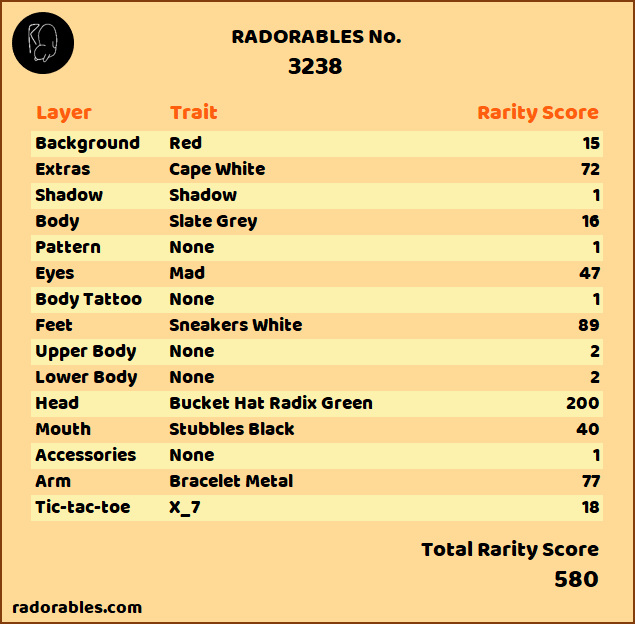 RADORABLES No.
3238
Layer Trait Rarity Score
Background Red 15
Extras Cape White 72
Shadow Shadow 1
Body Slate Grey 16
Pattern None 1
Eyes Mad 47
Body Tattoo None 1
Feet Sneakers White 89
Upper Body None 2
Lower Body None 2
Head Bucket Hat Radix Green 200
Mouth Stubbles Black 40
Accessories None 1
Arm Bracelet Metal 77
Tic-tac-toe X_7 18
Total Rarity Score
580
radorables.com